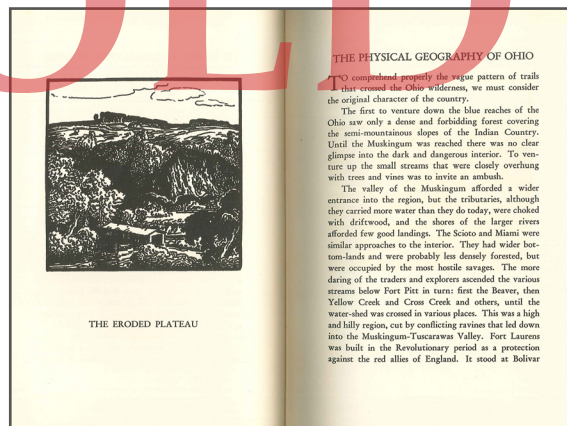 SOLD
THE ERODED PLATEAU
THE PHYSICAL GEOGRAPHY OF OHIO
TO comprehend properly the vague pattern of trails
that crossed the Ohio wilderness, we must consider
the original character of the country.
The first to venture down the blue reaches of the
Ohio saw only a dense and forbidding forest covering
the semi-mountainous slopes of the Indian Country.
Until the Muskingum was reached there was no clear
glimpse into the dark and dangerous interior. To ven-
ture up the small streams that were closely overhung
with trees and vines was to invite an ambush.
The valley of the Muskingum afforded a wider
entrance into the region, but the tributaries, although
they carried more water than they do today, were choked
with driftwood, and the shores of the larger rivers
afforded few good landings. The Scioto and Miami were
similar approaches to the interior. They had wider bot-
tom-lands and were probably less densely forested, but
were occupied by the most hostile savages. The more
daring of the traders and explorers ascended the various
streams below Fort Pitt in turn: first the Beaver, then
Yellow Creek and Cross Creek and others, until the
water-shed was crossed in various places. This was a high
and hilly region, cut by conflicting ravines that led down
into the Muskingum-Tuscarawas Valley. Fort Laurens
was built in the Revolutionary period as a protection
against the red allies of England. It stood at Bolivar